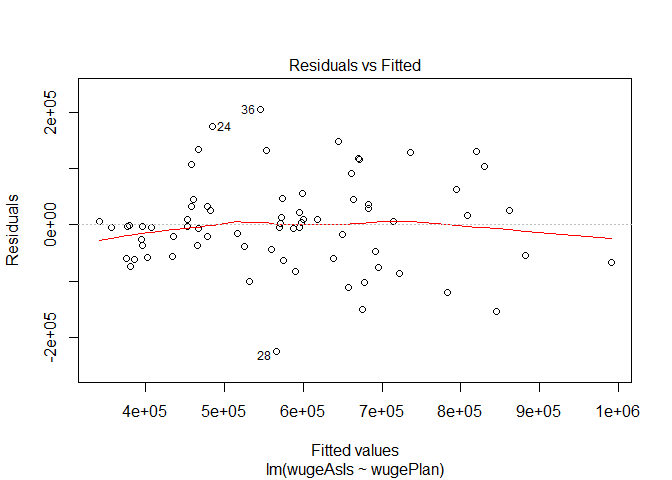 Residuals vs Fitted
Residuals
2e+05
0e+00
-2e+05
36
24
28
4e+05 5e+05 6e+05 7e+05 8e+05 9e+05 1e+06
Fitted values
lm(wugeAsIs ~ wugePlan)